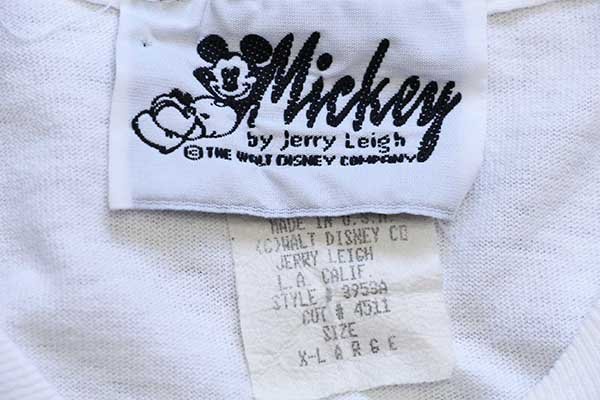 Mickey
by Jerry Leigh
© THE WALT DISNEY COMPANY
MADE IN U.S.A.
(C)WALT DISNEY CO
JERRY LEIGH
L.A. CALIF.
STYLE # 3953A
CUT # 4511
SIZE
X-LARGE